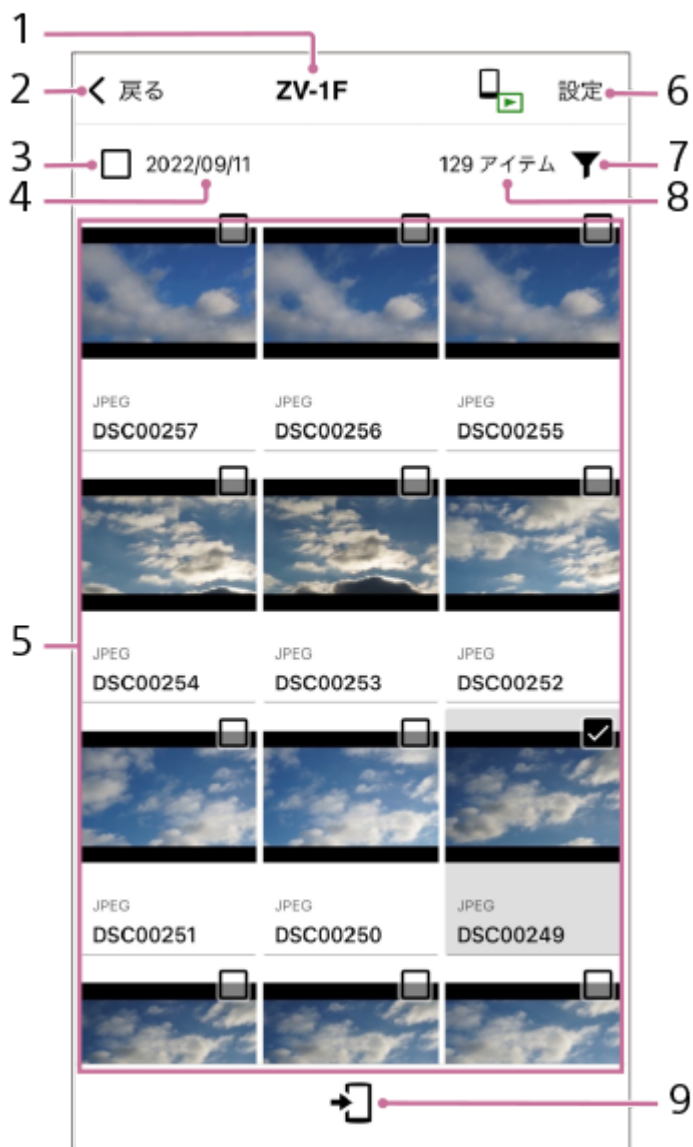 1
2 戻る ZV-1F 設定 6
3 2022/09/11 129 アイテム 7
4 8
JPEG JPEG JPEG
DSC00257 DSC00256 DSC00255
5
JPEG JPEG JPEG
DSC00254 DSC00253 DSC00252
JPEG JPEG JPEG
DSC00251 DSC00250 DSC00249
9